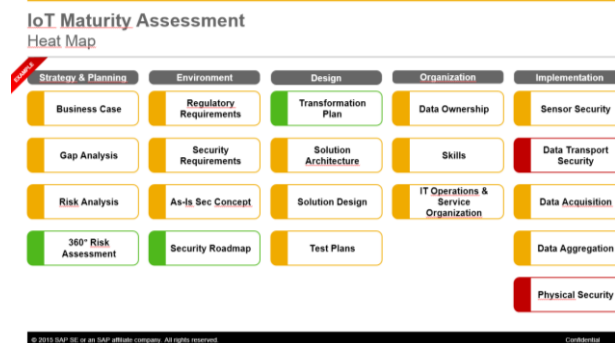 IoT Maturity Assessment
Heat Map
EXAMPLE
Strategy & Planning
Environment
Design
Organization
Implementation
Business Case
Regulatory
Requirements
Transformation
Plan
Data Ownership
Sensor Security
Gap Analysis
Security
Requirements
Solution
Architecture
Skills
Data Transport
Security
Risk Analysis
As-Is Sec Concept
Solution Design
IT Operations &
Service
Organization
Data Acquisition
360° Risk
Assessment
Security Roadmap
Test Plans
Data Aggregation
Physical Security
© 2015 SAP SE or an SAP affiliate company. All rights reserved.
Confidential